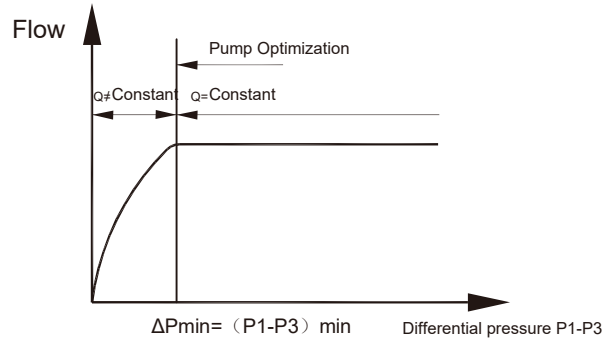 Flow
Pump Optimization
Q≠Constant
Q=Constant
ΔPmin=（P1-P3）min
Differential pressure P1-P3